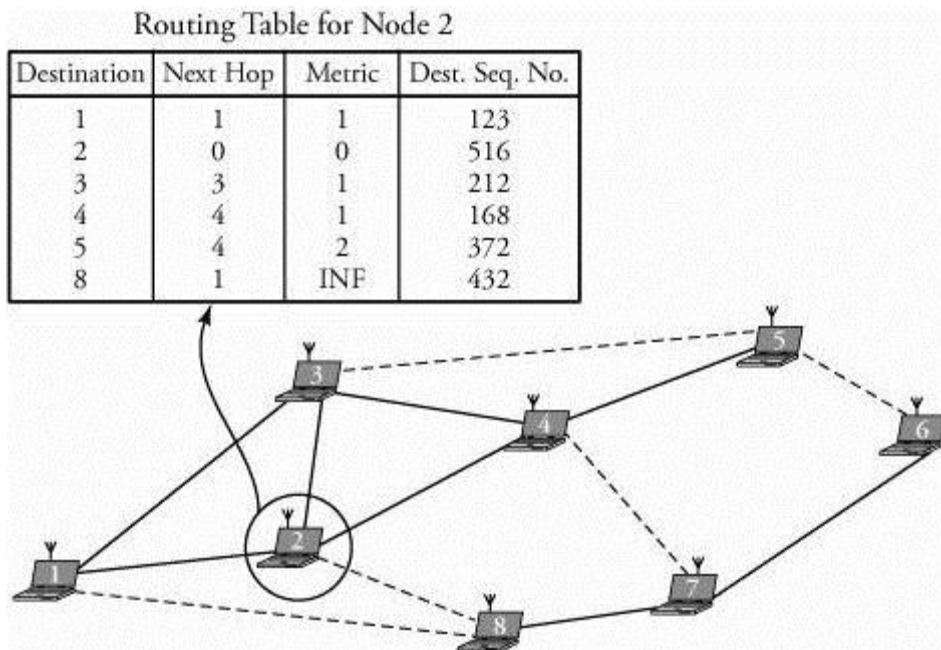 Routing Table for Node 2
Destination Next Hop Metric Dest. Seq. No.
1 1 1 123
2 0 0 516
3 3 1 212
4 4 1 168
5 4 2 372
8 1 INF 432
5
3
4
6
2
1
7
8